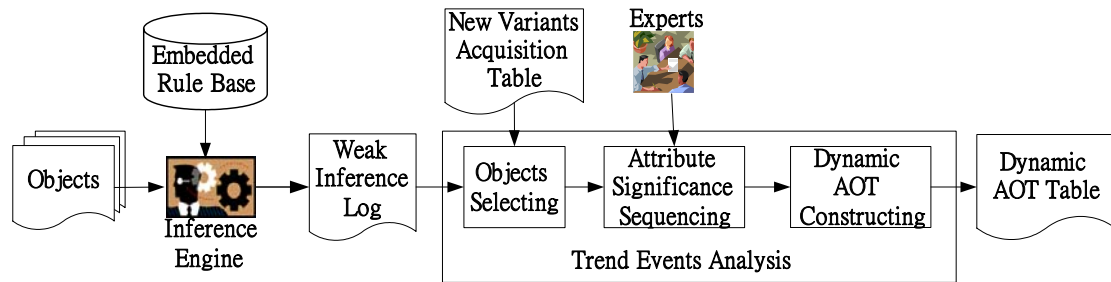 Embedded
Rule Base
New Variants
Acquisition
Table
Experts
Objects
Inference
Engine
Weak
Inference
Log
Objects
Selecting
Attribute
Significance
Sequencing
Dynamic
AOT
Constructing
Trend Events Analysis
Dynamic
AOT Table